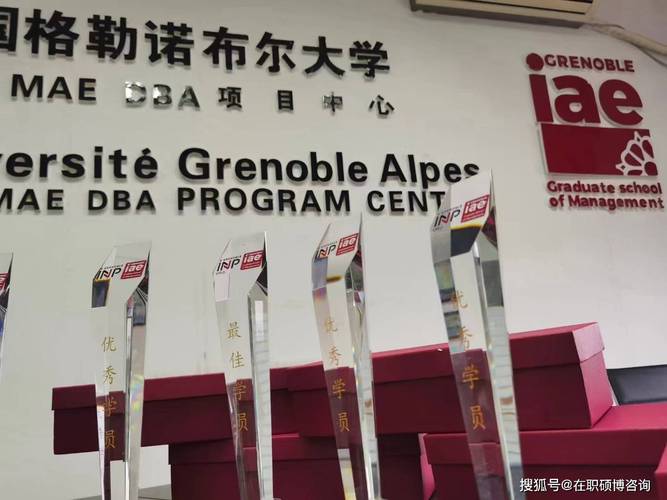 国格勒诺布尔大学
MAE DBA 项目中心
versité Grenoble Alpes
MAE DBA PROGRAM CENT
GRENOBLE
iae
Graduate school
of Management
INP iae
优秀学员
INP iae
最佳学员
INP iae
优秀学员
INP iae
优秀学员
搜狐号@在职硕博咨询